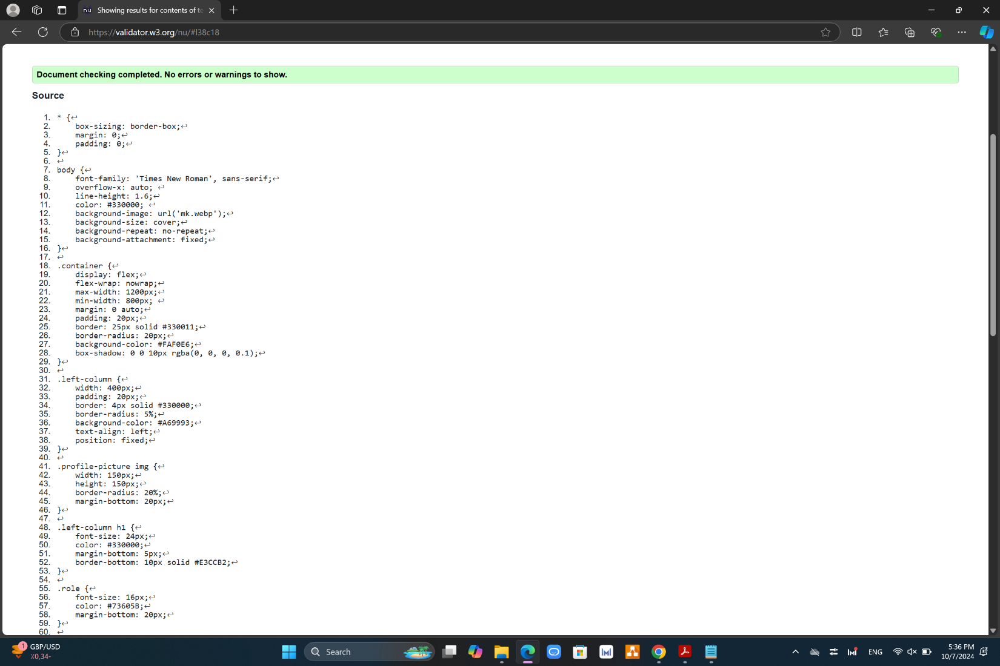 nu Showing results for contents of te
https://validator.w3.org/nu/#l38c18
Document checking completed. No errors or warnings to show.
Source
1. * {↩
2. box-sizing: border-box;↩
3. margin: 0;↩
4. padding: 0;↩
5. }↩
6. ↩
7. body {↩
8. font-family: 'Times New Roman', sans-serif;↩
9. overflow-x: auto; ↩
10. line-height: 1.6;↩
11. color: #330000; ↩
12. background-image: url('mk.webp');↩
13. background-size: cover;↩
14. background-repeat: no-repeat;↩
15. background-attachment: fixed;↩
16. }↩
17. ↩
18. .container {↩
19. display: flex;↩
20. flex-wrap: nowrap;↩
21. max-width: 1200px;↩
22. min-width: 800px; ↩
23. margin: 0 auto;↩
24. padding: 20px;↩
25. border: 25px solid #330011;↩
26. border-radius: 20px;↩
27. background-color: #FAF0E6;↩
28. box-shadow: 0 0 10px rgba(0, 0, 0, 0.1);↩
29. }↩
30. ↩
31. .left-column {↩
32. width: 400px;↩
33. padding: 20px;↩
34. border: 4px solid #330000;↩
35. border-radius: 5%;↩
36. background-color: #A69993;↩
37. text-align: left;↩
38. position: fixed;↩
39. }↩
40. ↩
41. .profile-picture img {↩
42. width: 150px;↩
43. height: 150px;↩
44. border-radius: 20%;↩
45. margin-bottom: 20px;↩
46. }↩
47. ↩
48. .left-column h1 {↩
49. font-size: 24px;↩
50. color: #330000;↩
51. margin-bottom: 5px;↩
52. border-bottom: 10px solid #E3CCB2;↩
53. }↩
54. ↩
55. .role {↩
56. font-size: 16px;↩
57. color: #73605B;↩
58. margin-bottom: 20px;↩
59. }↩
60. ↩
1 GBP/USD
٪0,34-
Search
ENG
5:36 PM
10/7/2024